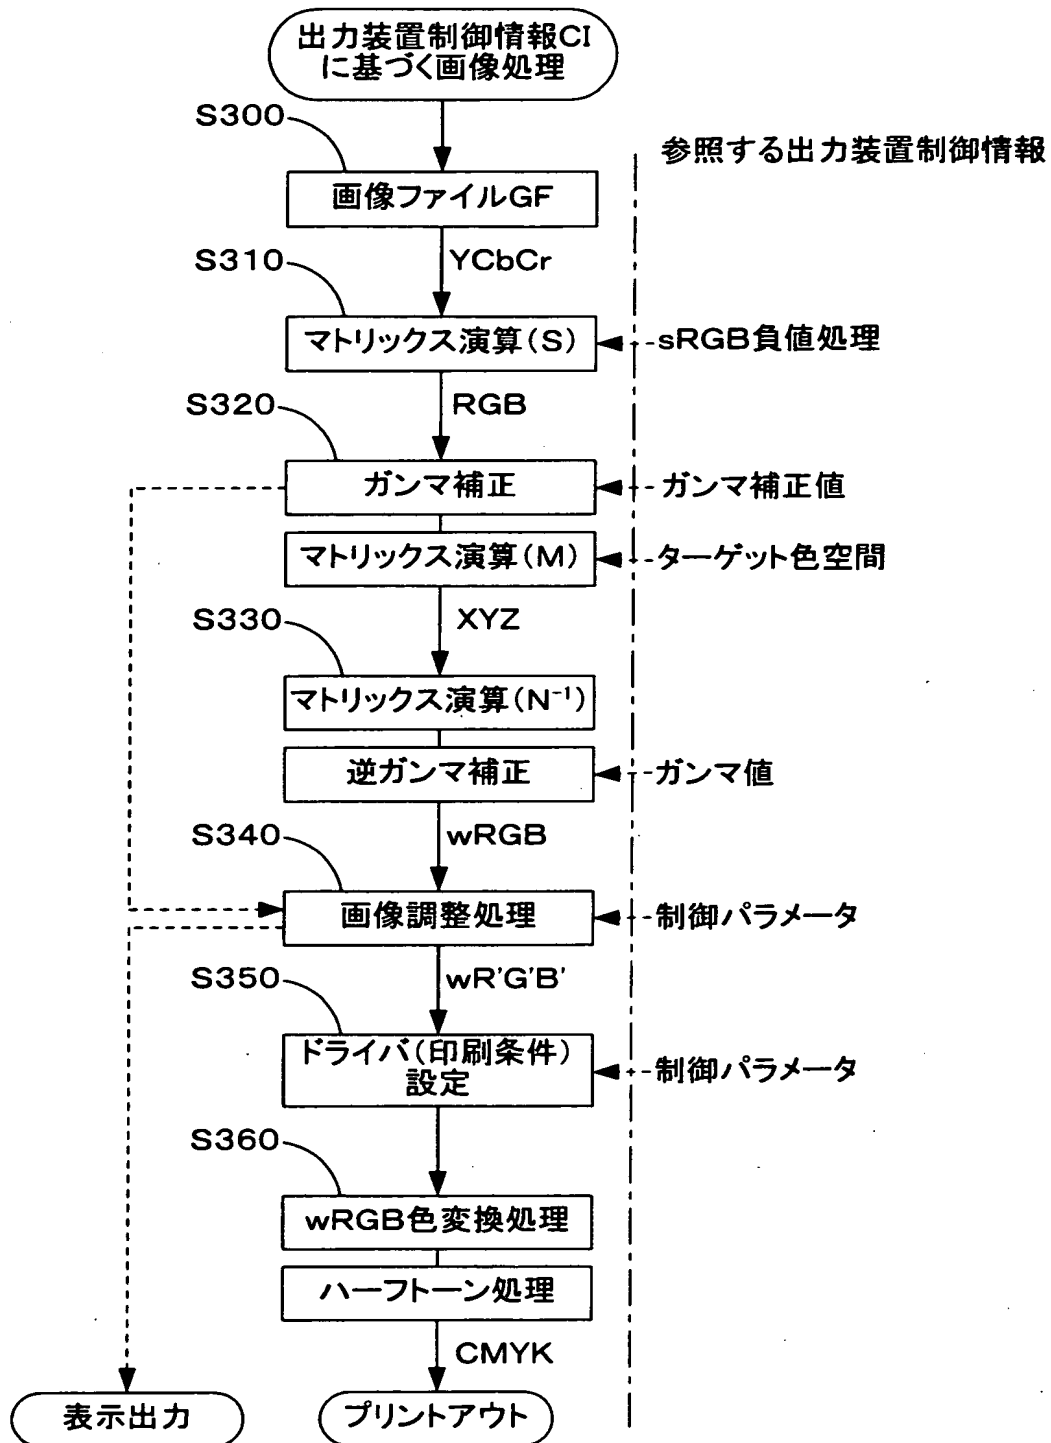 出力装置制御情報CI
に基づく画像処理
S300
参照する出力装置制御情報
画像ファイルGF
S310
YCbCr
マトリックス演算(S)
sRGB負値処理
S320
RGB
ガンマ補正
ガンマ補正値
マトリックス演算(M)
ターゲット色空間
S330
XYZ
マトリックス演算(N⁻¹)
逆ガンマ補正
ガンマ値
S340
wRGB
画像調整処理
制御パラメータ
S350
wR'G'B'
ドライバ(印刷条件)
設定
制御パラメータ
S360
wRGB色変換処理
ハーフトーン処理
CMYK
表示出力
プリントアウト